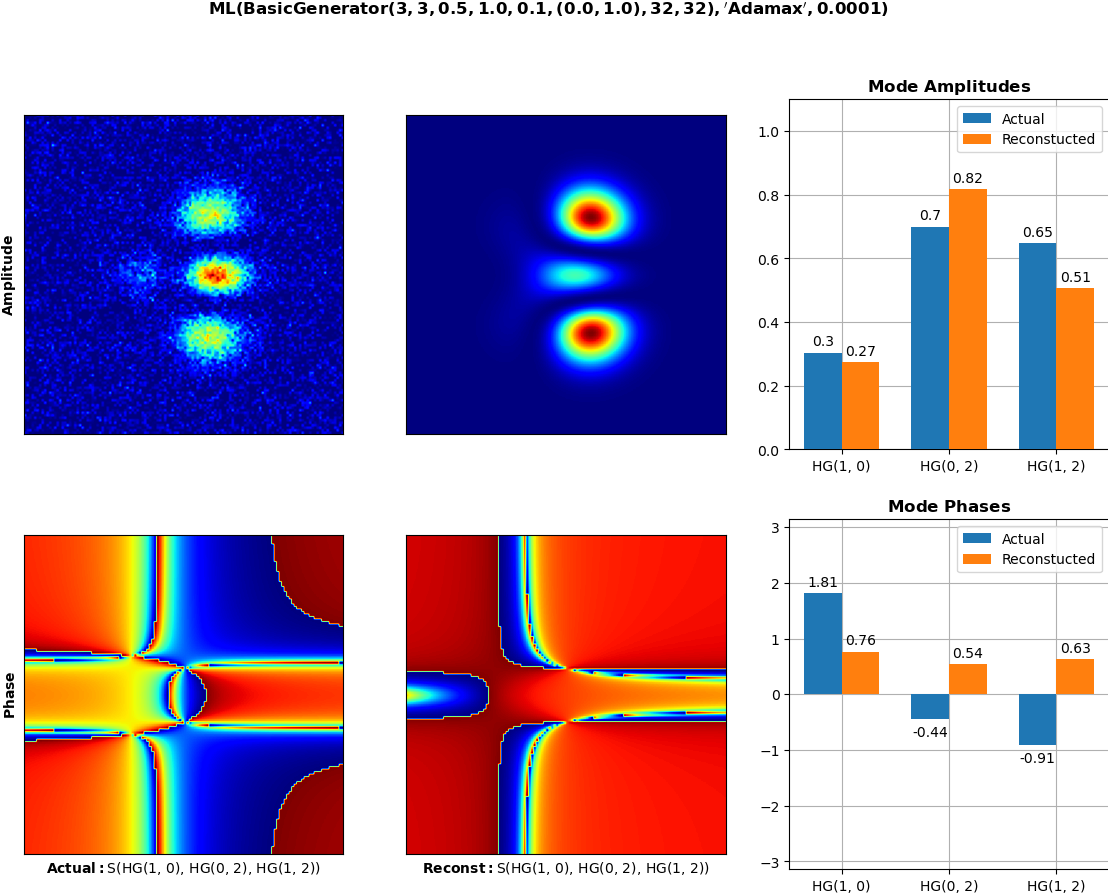 ML(BasicGenerator(3, 3, 0.5, 1.0, 0.1, (0.0, 1.0), 32, 32), 'Adamax', 0.0001)
Amplitude
Mode Amplitudes
Actual
Reconstucted
1.0
0.8
0.6
0.4
0.2
0.0
0.3
0.27
0.7
0.82
0.65
0.51
HG(1, 0)
HG(0, 2)
HG(1, 2)
Phase
Actual: S(HG(1, 0), HG(0, 2), HG(1, 2))
Reconst: S(HG(1, 0), HG(0, 2), HG(1, 2))
Mode Phases
Actual
Reconstucted
3
2
1
0
−1
−2
−3
1.81
0.76
-0.44
0.54
-0.91
0.63
HG(1, 0)
HG(0, 2)
HG(1, 2)